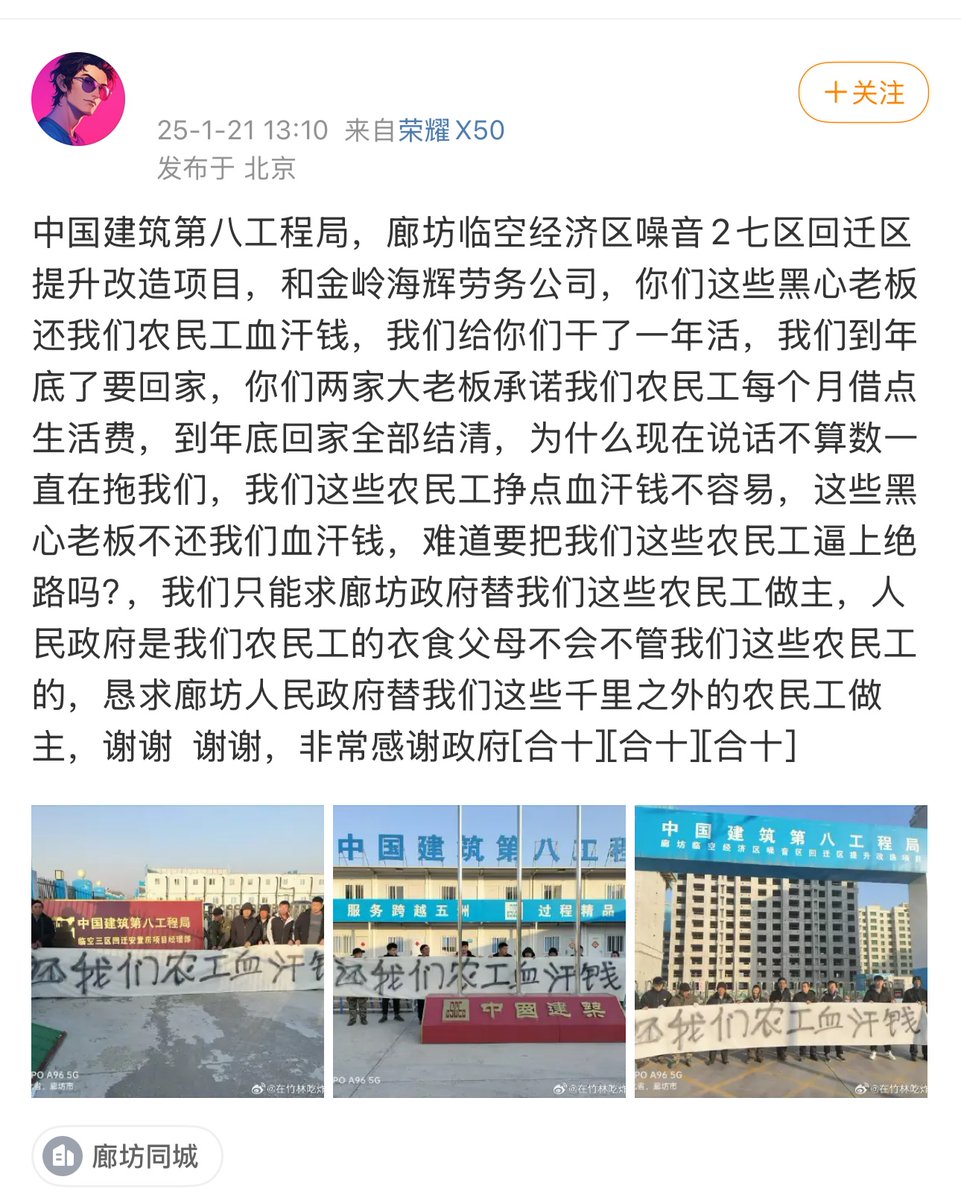 25-1-21 13:10 来自荣耀X50
发布于 北京
+关注
中国建筑第八工程局，廊坊临空经济区噪音2七区回迁区
提升改造项目，和金岭海辉劳务公司，你们这些黑心老板
还我们农民工血汗钱，我们给你们干了一年活，我们到年
底了要回家，你们两家大老板承诺我们农民工每个月借点
生活费，到年底回家全部结清，为什么现在说话不算数一
直在拖我们，我们这些农民工挣点血汗钱不容易，这些黑
心老板不还我们血汗钱，难道要把我们这些农民工逼上绝
路吗?，我们只能求廊坊政府替我们这些农民工做主，人
民政府是我们农民工的衣食父母不会不管我们这些农民工
的，恳求廊坊人民政府替我们这些千里之外的农民工做
主，谢谢 谢谢，非常感谢政府[合十][合十][合十]
中国建筑第八工程局
临空三区回迁安置房项目经理部
还我们农工血汗钱
PO A96 5G
省，廊坊市
@在竹林吃炸
中国建筑第八工程
服务跨越五洲 过程精品
还我们农工血汗钱
中国建筑
PO A96 5G
@在竹林吃炸
中国建筑第八工程局
廊坊临空经济区噪音区回迁区提升改造项目
还我们农工血汗钱
PO A96 5G
省，廊坊市
@在竹林吃炸
廊坊同城